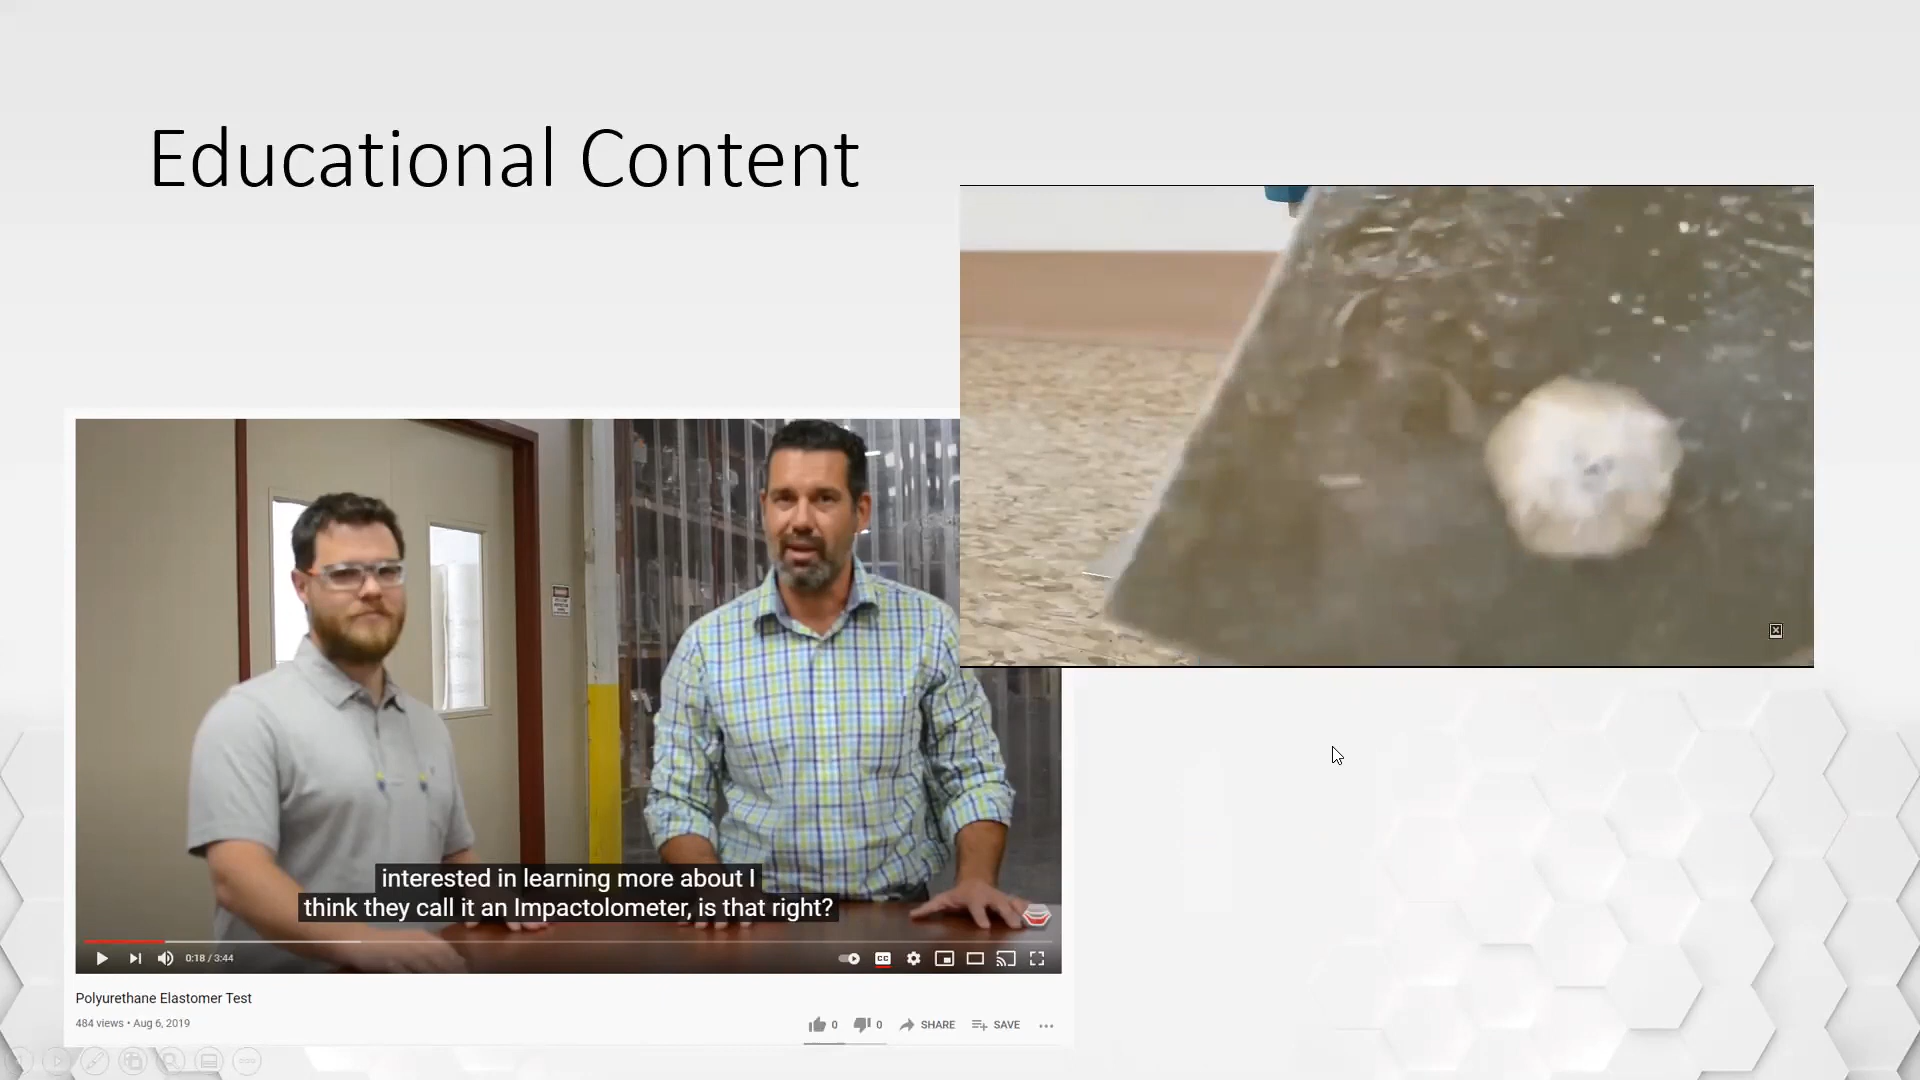 Educational Content
interested in learning more about I
think they call it an Impactolometer, is that right?
0:18 / 3:44
CC
Polyurethane Elastomer Test
484 views • Aug 6, 2019
0
0
SHARE
SAVE